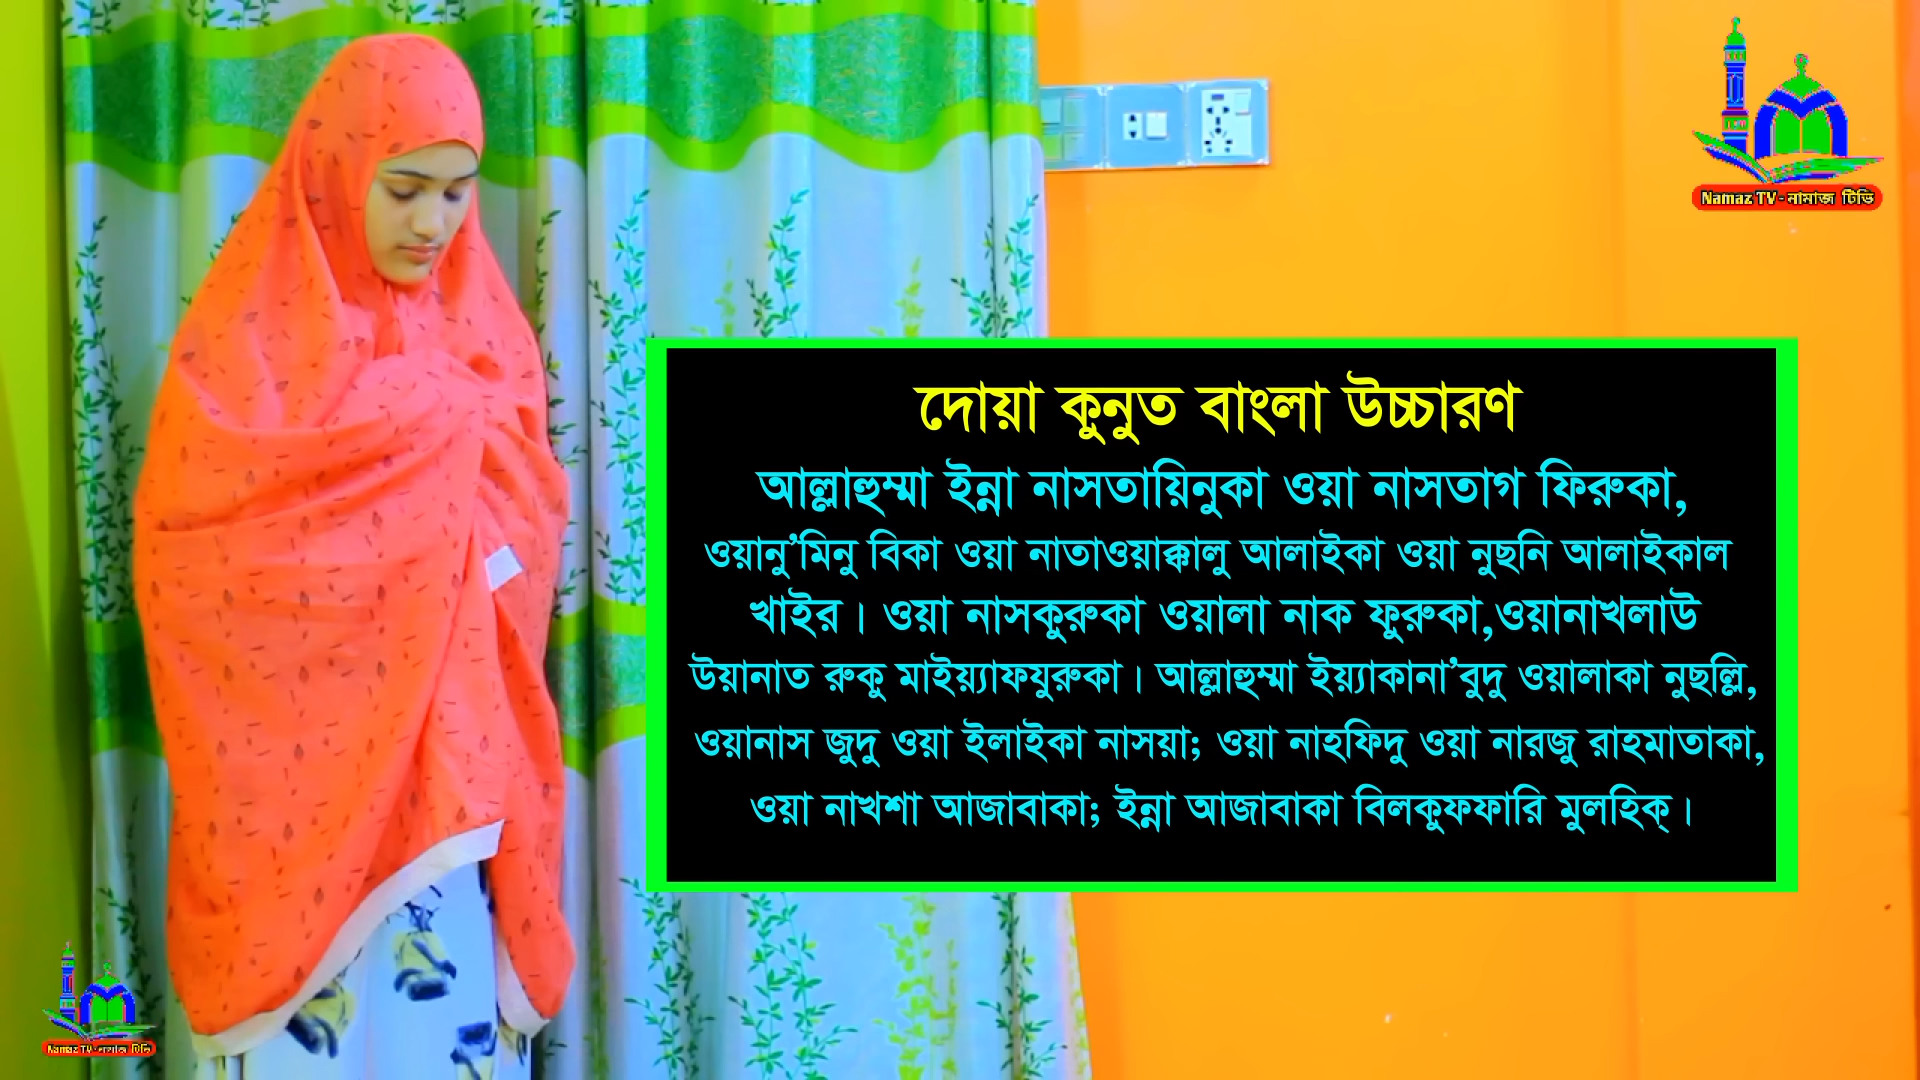 Namaz TV - নামাজ টিভি
দোয়া কুনুত বাংলা উচ্চারণ
আল্লাহুম্মা ইন্না নাসতায়িনুকা ওয়া নাসতাগ ফিরুকা,
ওয়ানু’মিনু বিকা ওয়া নাতাওয়াক্কালু আলাইকা ওয়া নুছনি আলাইকাল
খাইর। ওয়া নাসকুরুকা ওয়ালা নাক ফুরুকা,ওয়ানাখলাউ
উয়ানাত রুকু মাইয়্যাফযুরুকা। আল্লাহুম্মা ইয়্যাকানা’বুদু ওয়ালাকা নুছল্লি,
ওয়ানাস জুদু ওয়া ইলাইকা নাসয়া; ওয়া নাহফিদু ওয়া নারজু রাহমাতাকা,
ওয়া নাখশা আজাবাকা; ইন্না আজাবাকা বিলকুফফারি মুলহিক্।
Namaz TV - নামাজ টিভি